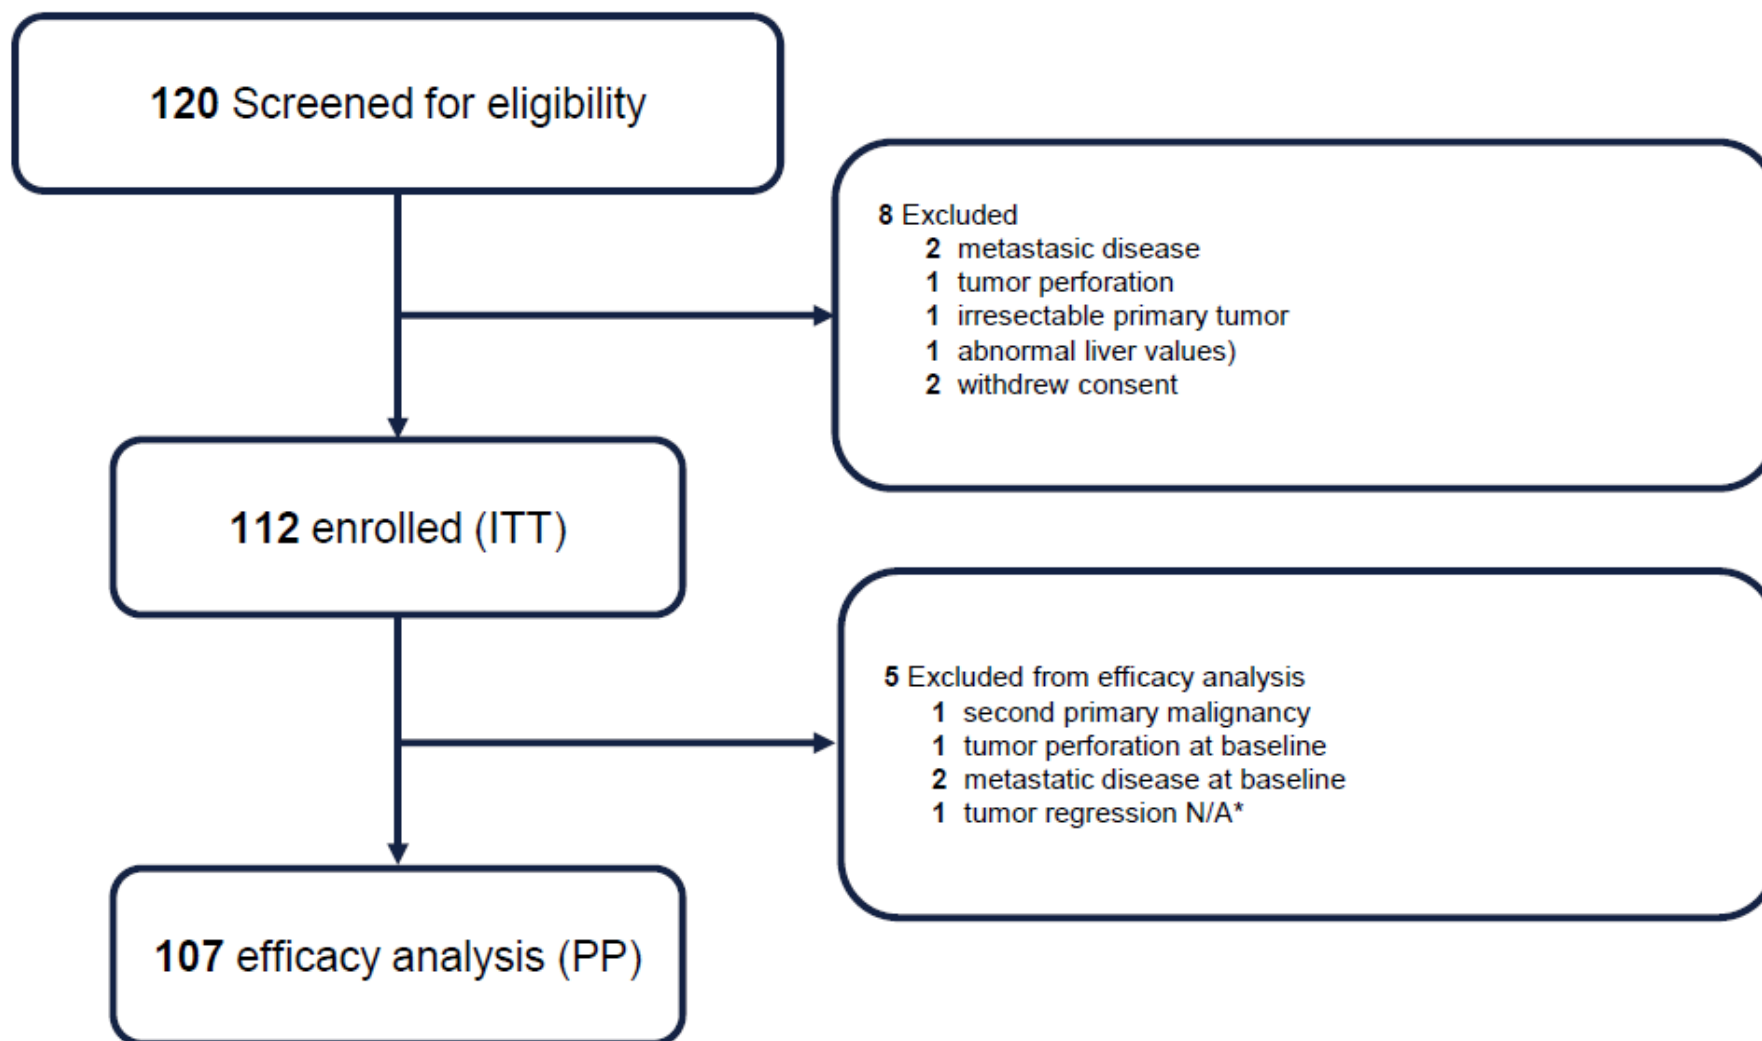 120 Screened for eligibility
8 Excluded
2 metastasic disease
1 tumor perforation
1 irresectable primary tumor
1 abnormal liver values)
2 withdrew consent
112 enrolled (ITT)
5 Excluded from efficacy analysis
1 second primary malignancy
1 tumor perforation at baseline
2 metastatic disease at baseline
1 tumor regression N/A*
107 efficacy analysis (PP)